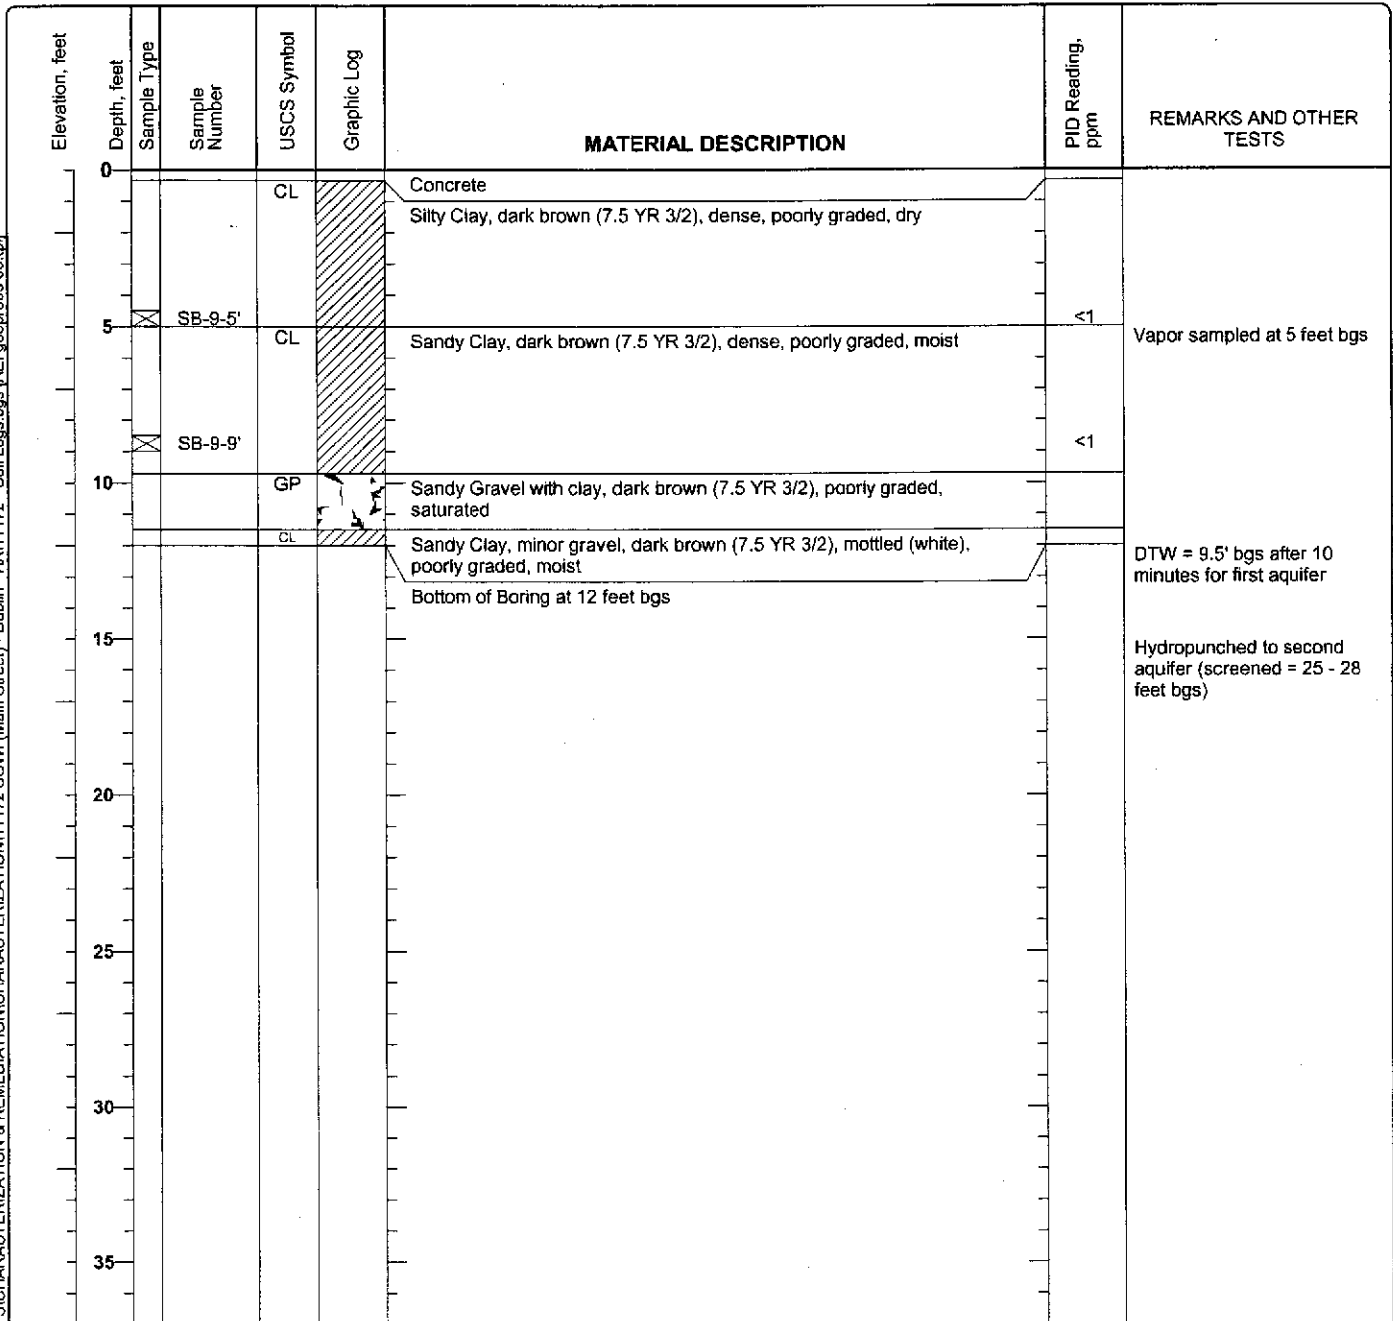 Elevation, feet
Depth, feet
Sample Type
Sample
Number
USCS Symbol
Graphic Log
MATERIAL DESCRIPTION
PID Reading,
ppm
REMARKS AND OTHER
TESTS
0
CL
Concrete
Silty Clay, dark brown (7.5 YR 3/2), dense, poorly graded, dry
SB-9-5'
<1
5
CL
Sandy Clay, dark brown (7.5 YR 3/2), dense, poorly graded, moist
Vapor sampled at 5 feet bgs
SB-9-9'
<1
10
GP
Sandy Gravel with clay, dark brown (7.5 YR 3/2), poorly graded,
saturated
CL
Sandy Clay, minor gravel, dark brown (7.5 YR 3/2), mottled (white),
poorly graded, moist
DTW = 9.5' bgs after 10
minutes for first aquifer
Bottom of Boring at 12 feet bgs
15
Hydropunched to second
aquifer (screened = 25 - 28
feet bgs)
20
25
30
35